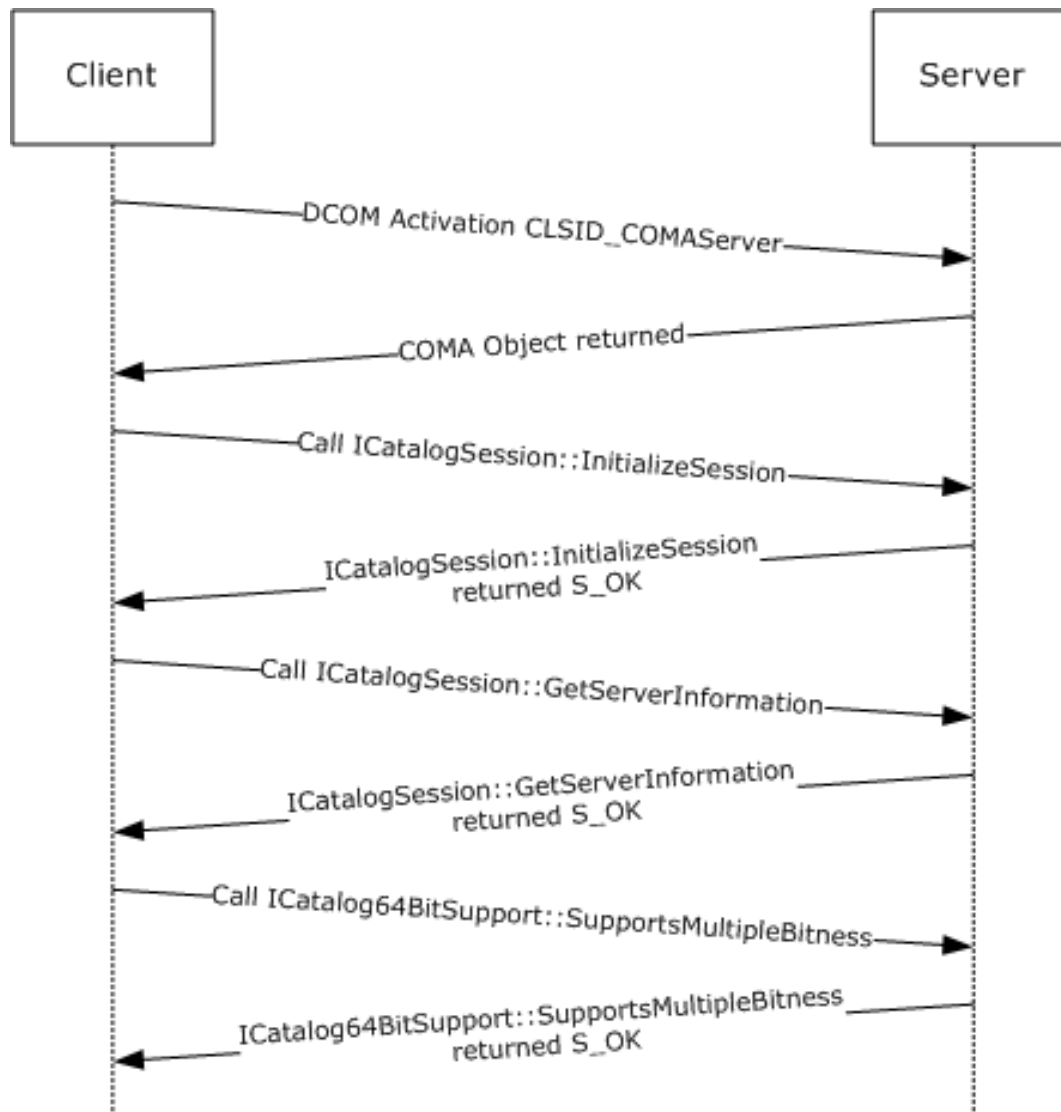 Client
Server
DCOM Activation CLSID_COMAServer
COMA Object returned
Call ICatalogSession::InitializeSession
ICatalogSession::InitializeSession
returned S_OK
Call ICatalogSession::GetServerInformation
ICatalogSession::GetServerInformation
returned S_OK
Call ICatalog64BitSupport::SupportsMultipleBitness
ICatalog64BitSupport::SupportsMultipleBitness
returned S_OK